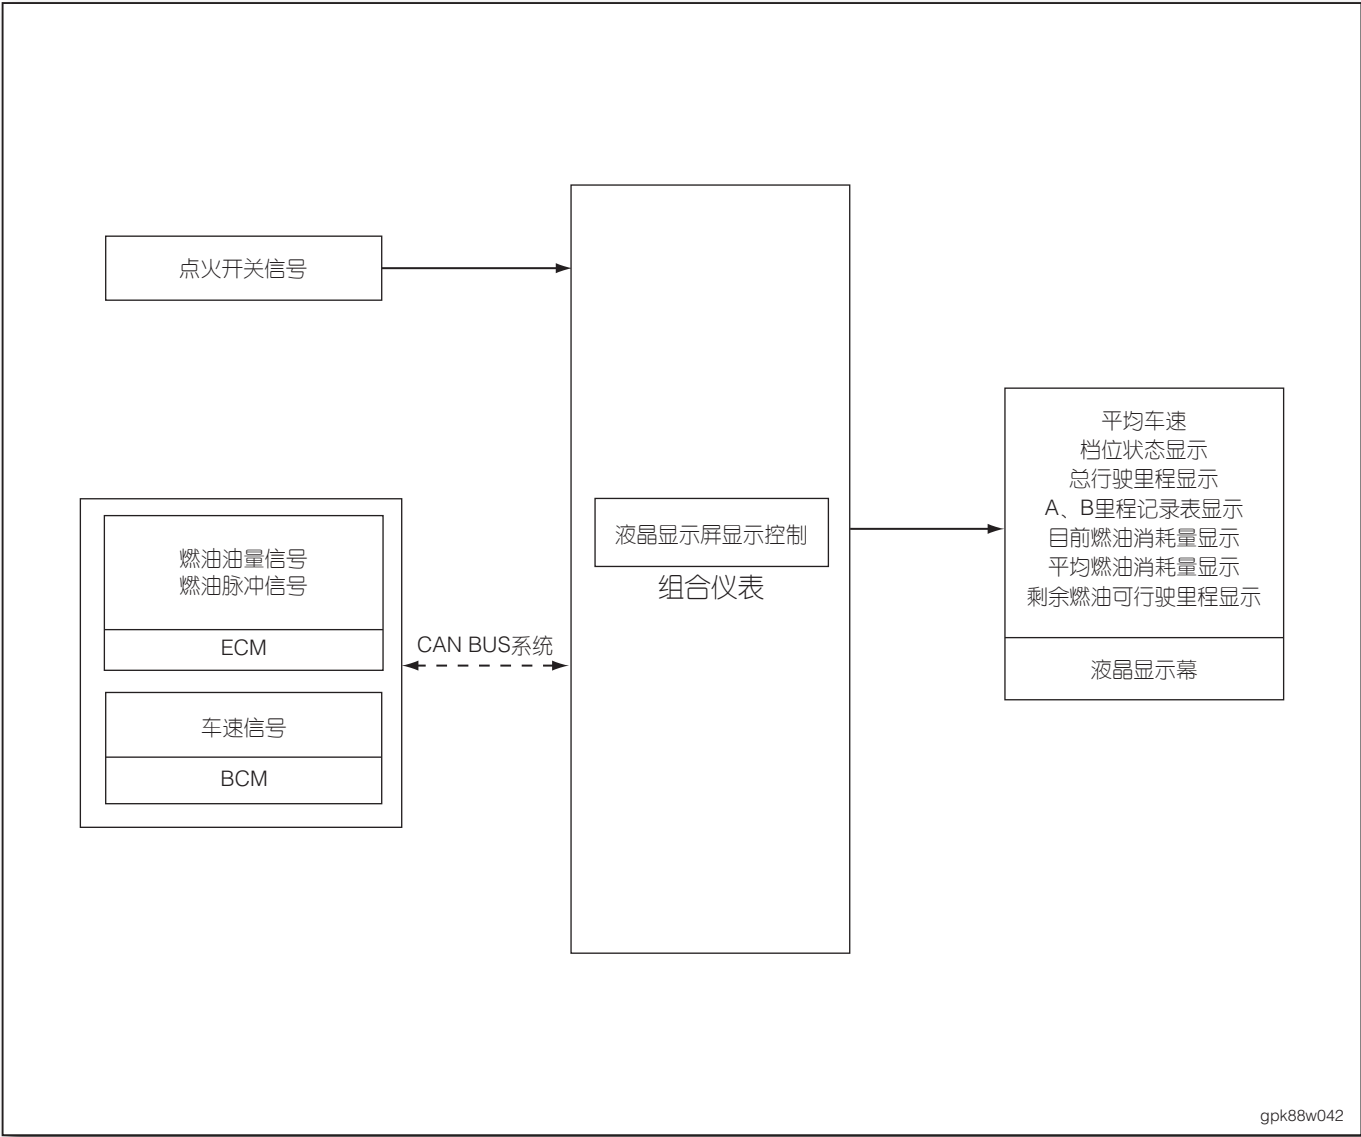 点火开关信号
燃油油量信号
燃油脉冲信号
ECM
车速信号
BCM
CAN BUS系统
液晶显示屏显示控制
组合仪表
平均车速
档位状态显示
总行驶里程显示
A、B里程记录表显示
目前燃油消耗量显示
平均燃油消耗量显示
剩余燃油可行驶里程显示
液晶显示幕
gpk88w042